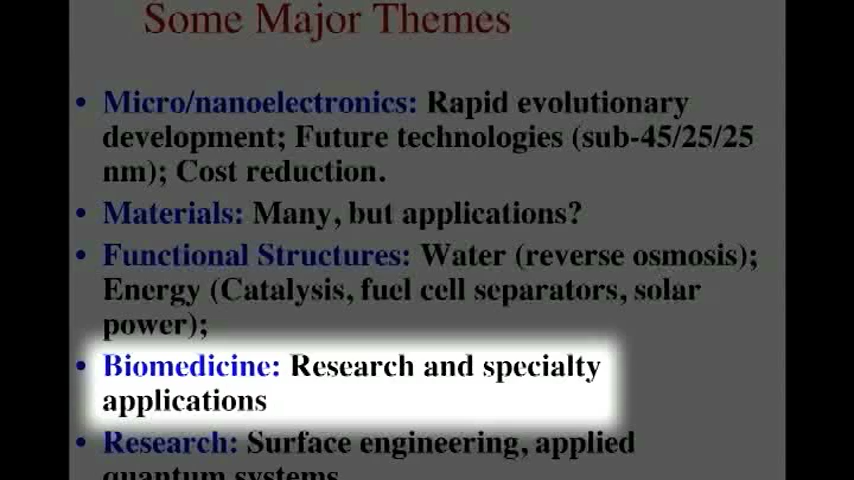 Some Major Themes
• Micro/nanoelectronics: Rapid evolutionary
development; Future technologies (sub-45/25/25
nm); Cost reduction.
• Materials: Many, but applications?
• Functional Structures: Water (reverse osmosis);
Energy (Catalysis, fuel cell separators, solar
power);
• Biomedicine: Research and specialty
applications
• Research: Surface engineering, applied
quantum systems